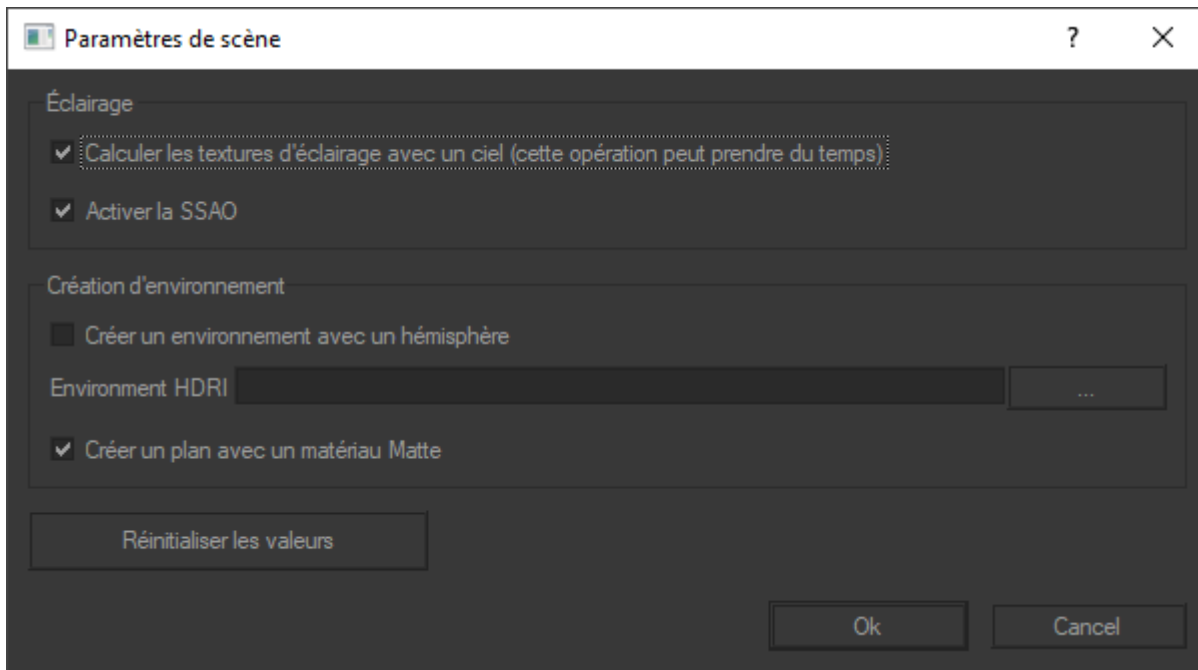 Paramètres de scène
?
Éclairage
Calculer les textures d'éclairage avec un ciel (cette opération peut prendre du temps)
Activer la SSAO
Création d'environnement
Créer un environnement avec un hémisphère
Environment HDRI ...
Créer un plan avec un matériau Matte
Réinitialiser les valeurs
Ok Cancel